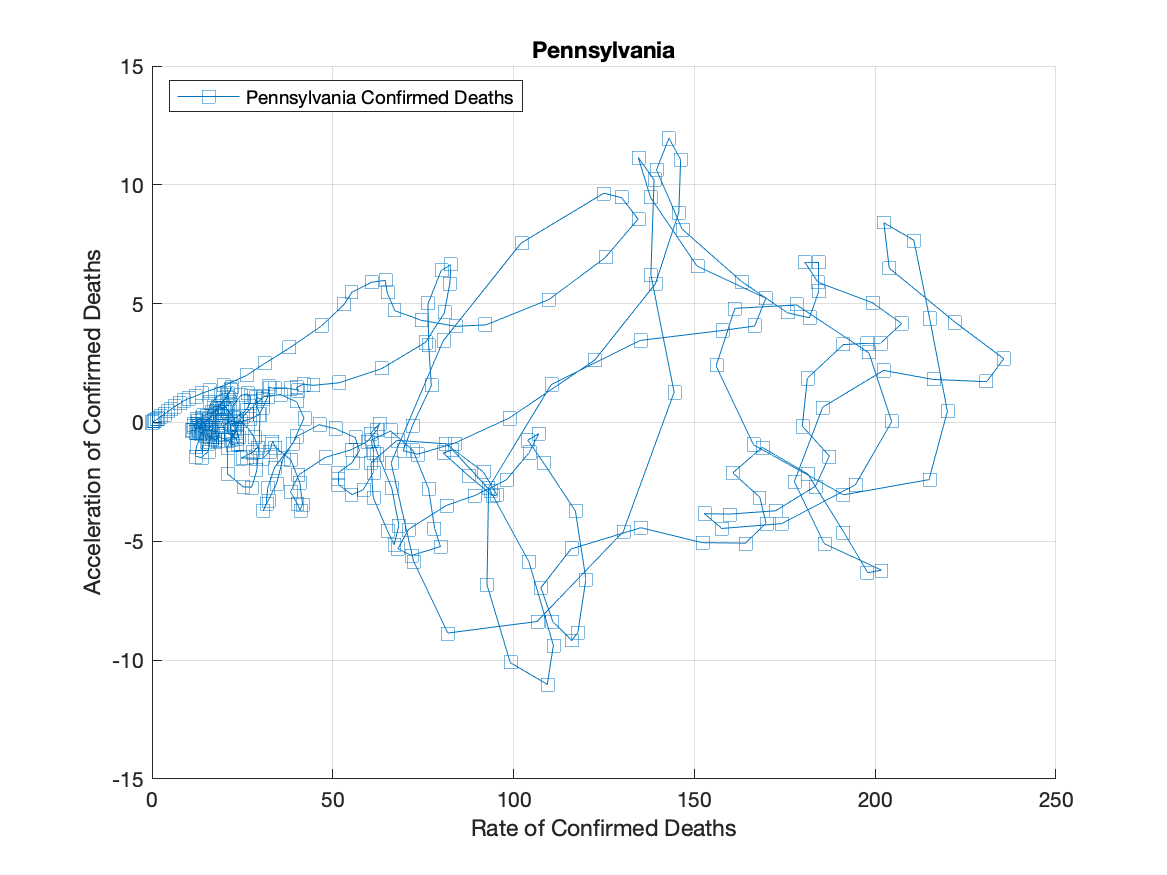 Pennsylvania
15
Pennsylvania Confirmed Deaths
10
5
0
-5
-10
-15
Acceleration of Confirmed Deaths
0 50 100 150 200 250
Rate of Confirmed Deaths